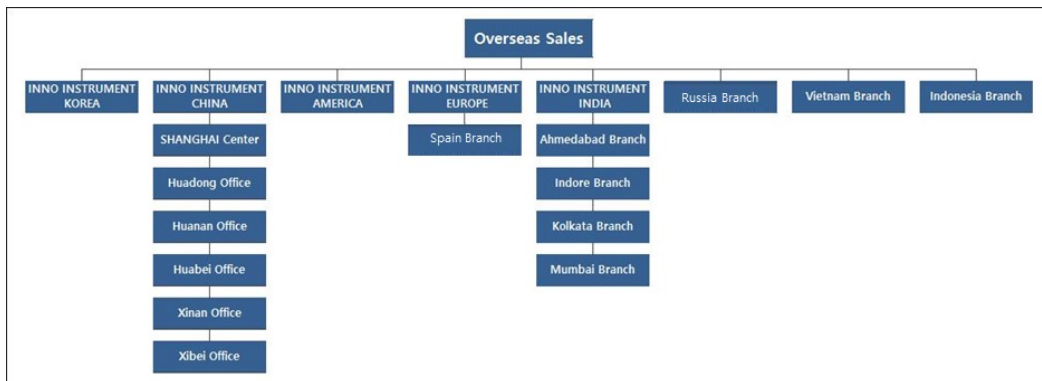 Overseas Sales
INNO INSTRUMENT
KOREA
INNO INSTRUMENT
CHINA
INNO INSTRUMENT
AMERICA
INNO INSTRUMENT
EUROPE
INNO INSTRUMENT
INDIA
Russia Branch
Vietnam Branch
Indonesia Branch
SHANGHAI Center
Spain Branch
Ahmedabad Branch
Huadong Office
Indore Branch
Huanan Office
Kolkata Branch
Huabei Office
Mumbai Branch
Xinan Office
Xibei Office